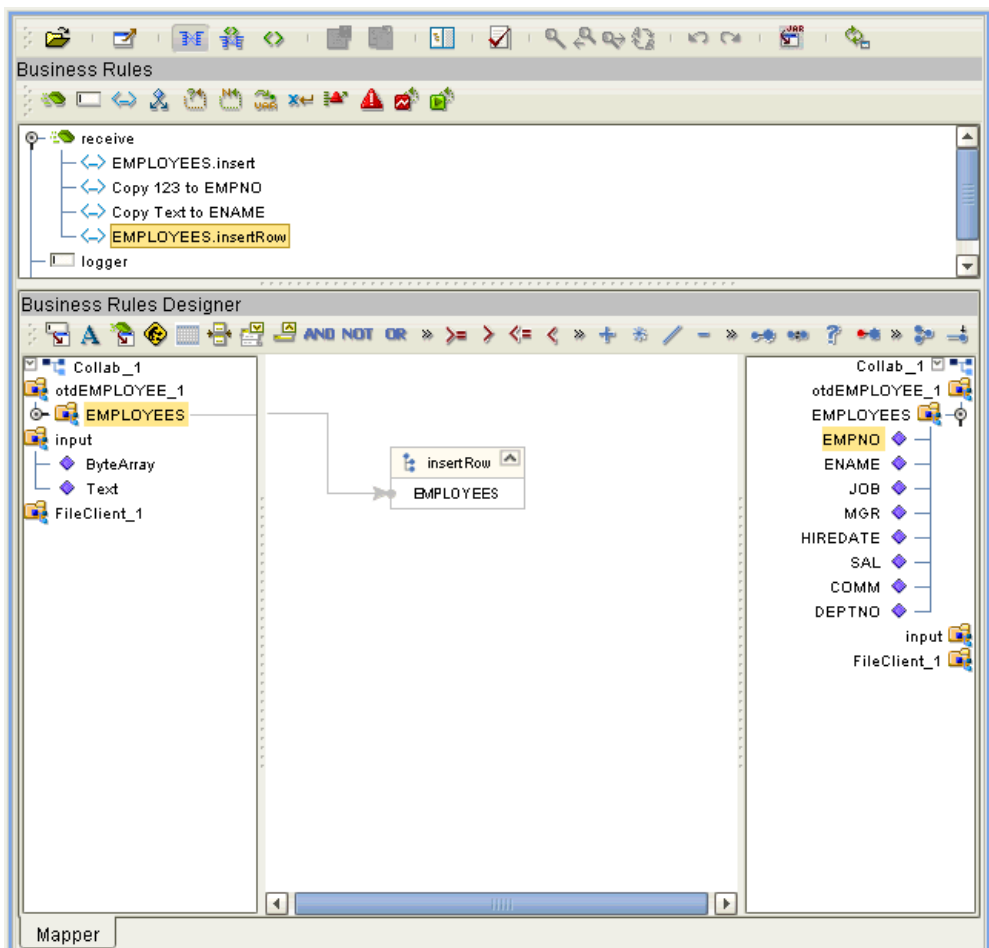 JAR
Business Rules
receive
EMPLOYEES.insert
Copy 123 to EMPNO
Copy Text to ENAME
EMPLOYEES.insertRow
logger
Business Rules Designer
A AND NOT OR » >= > <= < » + * / - » ? »
Collab_1
otdEMPLOYEE_1
EMPLOYEES
input
ByteArray
Text
FileClient_1
insertRow
EMPLOYEES
Collab_1
otdEMPLOYEE_1
EMPLOYEES
EMPNO
ENAME
JOB
MGR
HIREDATE
SAL
COMM
DEPTNO
input
FileClient_1
Mapper